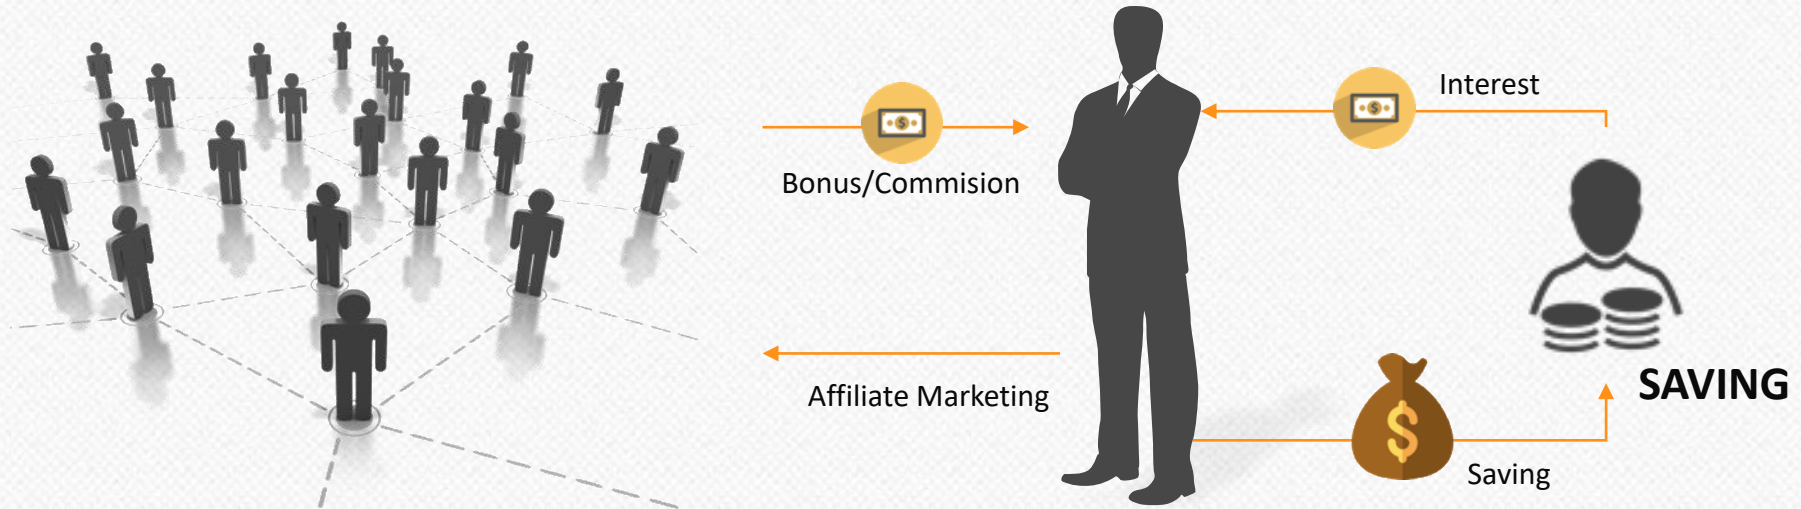 Interest
Bonus/Commision
Affiliate Marketing
SAVING
$
Saving